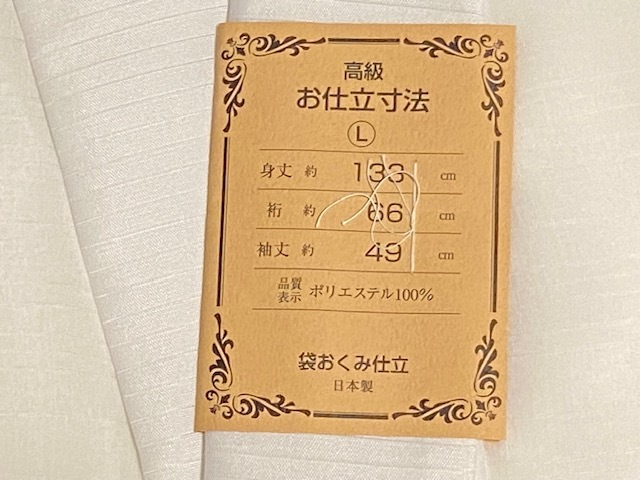 高級
お仕立寸法
L
身丈 約 133 cm
裄 約 66 cm
袖丈 約 49 cm
品質表示 ポリエステル100%
袋おくみ仕立
日本製